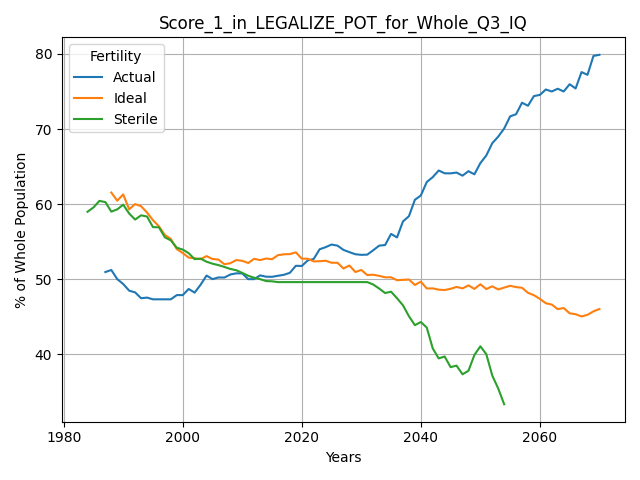 Score_1_in_LEGALIZE_POT_for_Whole_Q3_IQ
Fertility
Actual
Ideal
Sterile
% of Whole Population
80
70
60
50
40
1980
2000
2020
2040
2060
Years